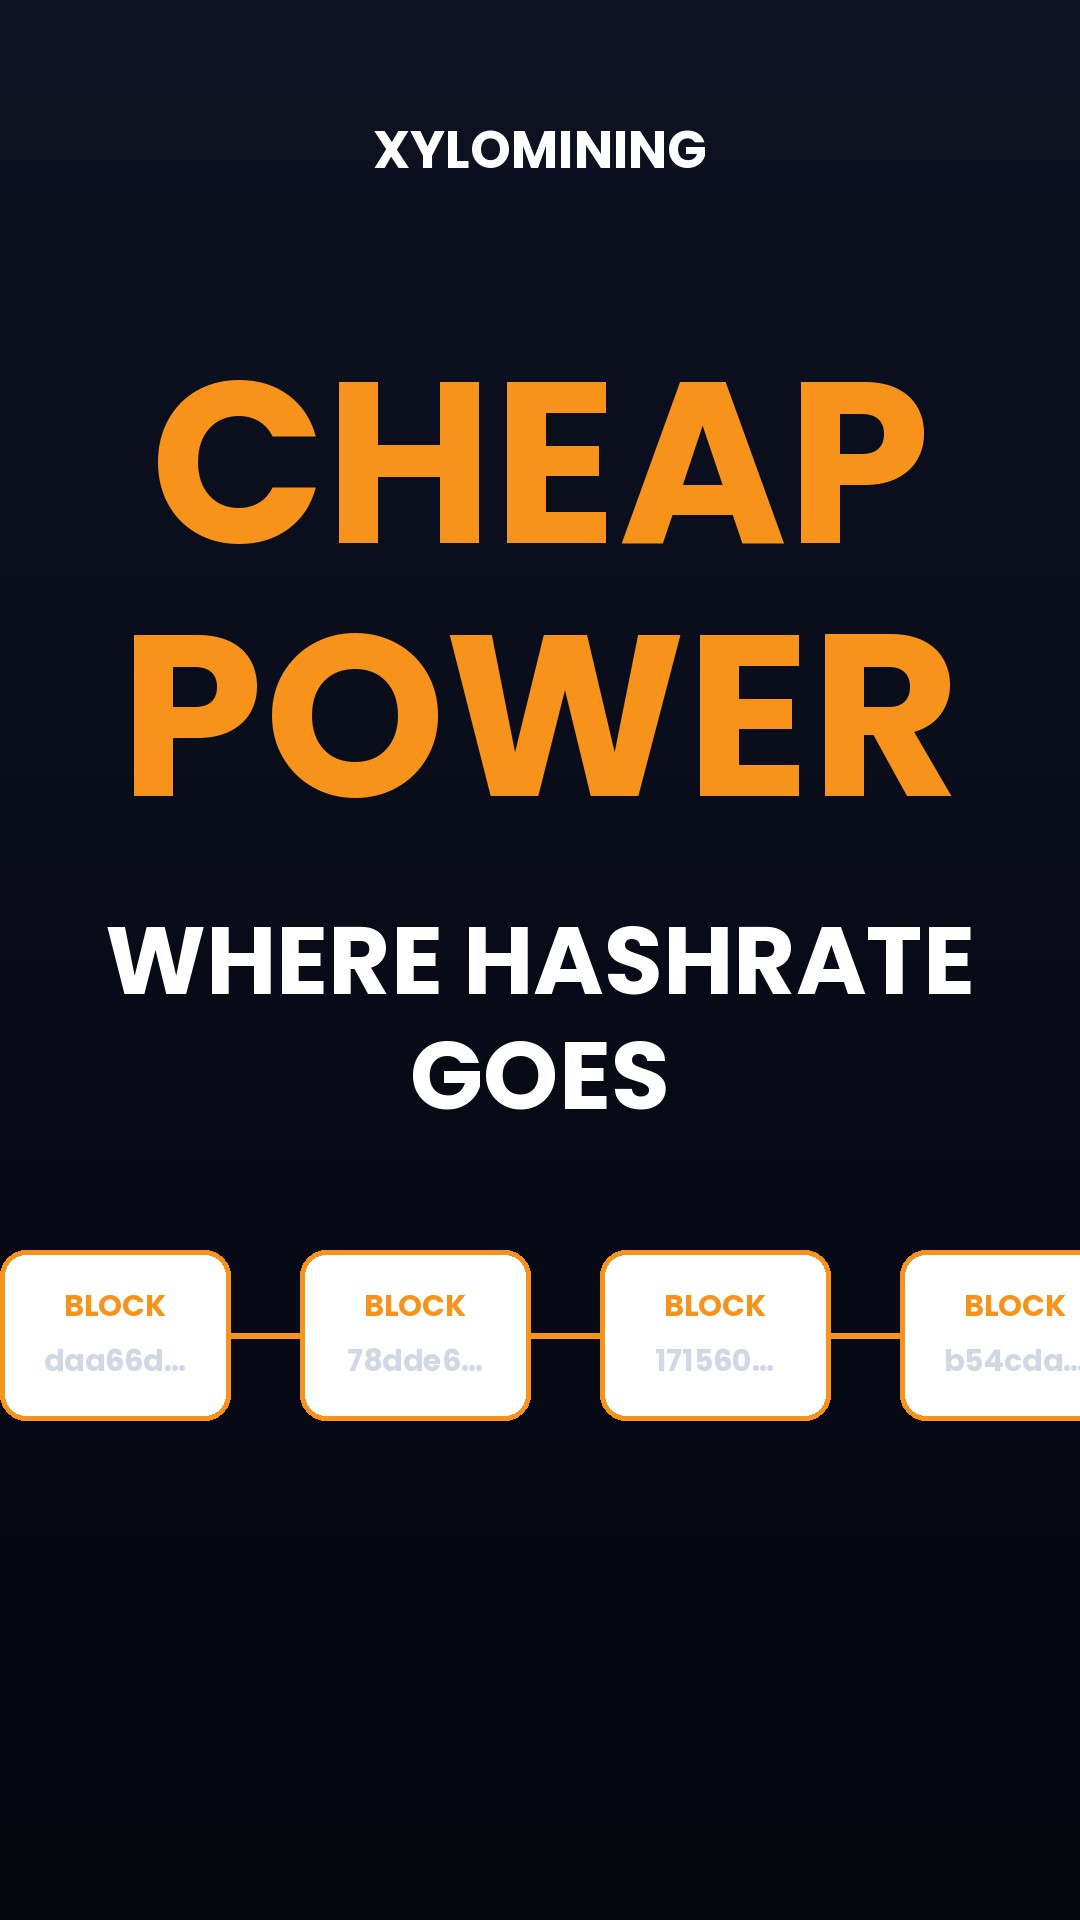 XYLOMINING
CHEAP
POWER
WHERE HASHRATE
GOES
BLOCK BLOCK BLOCK BLOCK
daa66d... 78dde6... 171560... b54cda...